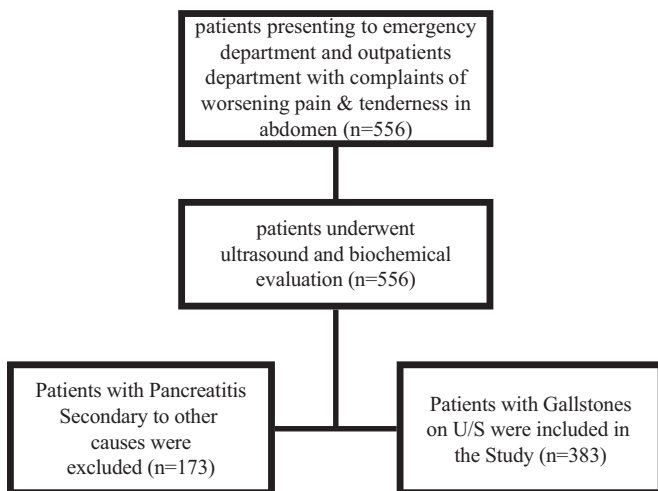 patients presenting to emergency
department and outpatients
department with complaints of
worsening pain & tenderness in
abdomen (n=556)
patients underwent
ultrasound and biochemical
evaluation (n=556)
Patients with Pancreatitis
Secondary to other
causes were
excluded (n=173)
Patients with Gallstones
on U/S were included in
the Study (n=383)